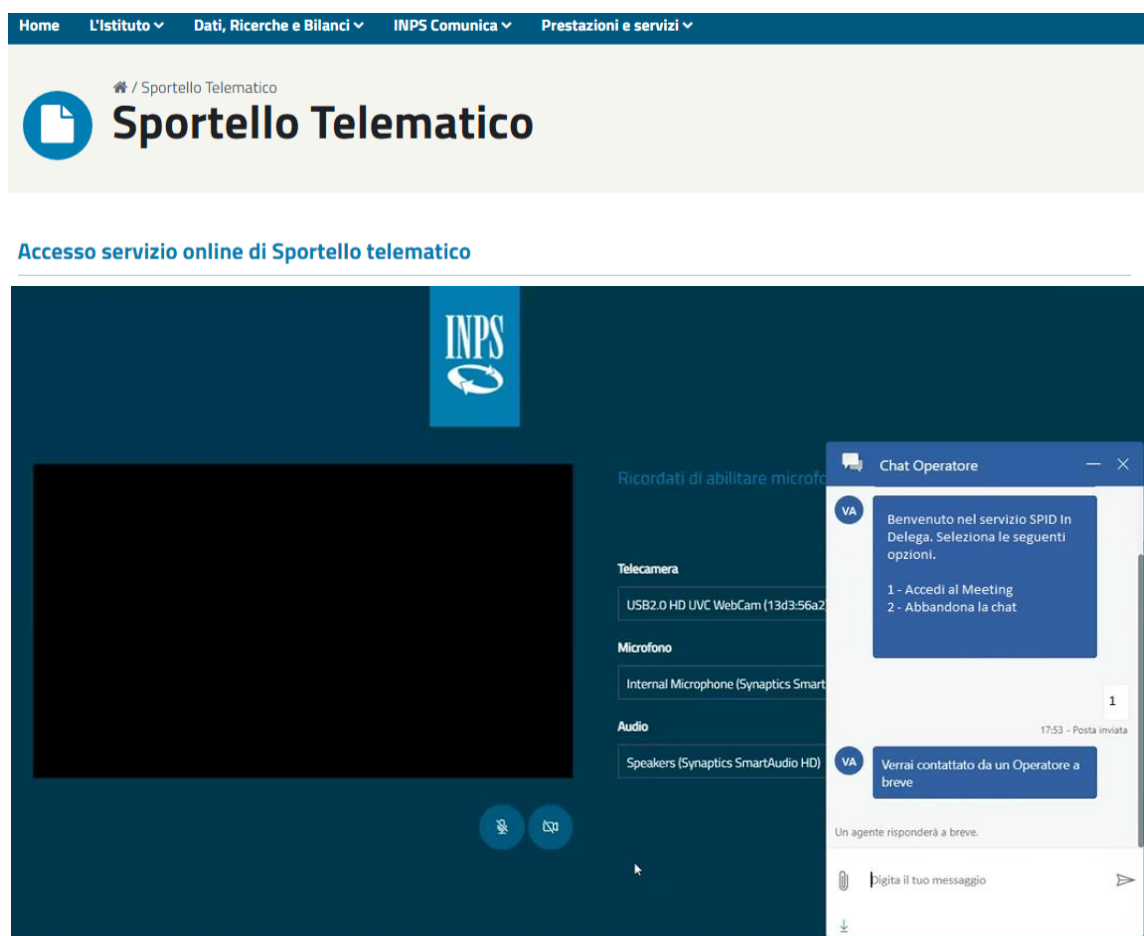 Home L'Istituto Dati, Ricerche e Bilanci INPS Comunica Prestazioni e servizi
/ Sportello Telematico
Sportello Telematico
Accesso servizio online di Sportello telematico
INPS
Ricordati di abilitare microfo
Telecamera
USB2.0 HD UVC WebCam (13d3:56a2)
Microfono
Internal Microphone (Synaptics Smart
Audio
Speakers (Synaptics SmartAudio HD)
Chat Operatore
VA
Benvenuto nel servizio SPID In
Delega. Seleziona le seguenti
opzioni.
1 - Accedi al Meeting
2 - Abbandona la chat
1
17:53 - Posta inviata
VA
Verrai contattato da un Operatore a
breve
Un agente risponderà a breve.
Digita il tuo messaggio